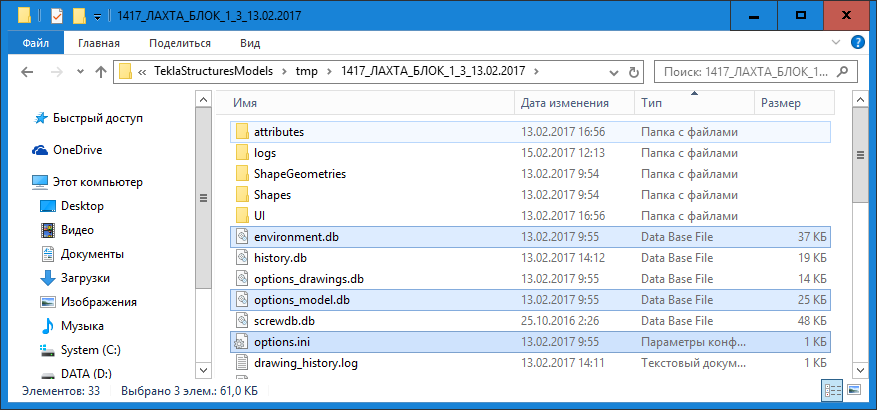 1417_ЛАХТА_БЛОК_1_3_13.02.2017
Файл Главная Поделиться Вид
« TeklaStructuresModels › tmp › 1417_ЛАХТА_БЛОК_1_3_13.02.2017 › Поиск: 1417_ЛАХТА_БЛОК_1...
Быстрый доступ
OneDrive
Этот компьютер
Desktop
Видео
Документы
Загрузки
Изображения
Музыка
System (C:)
DATA (D:)
Имя Дата изменения Тип Размер
attributes 13.02.2017 16:56 Папка с файлами
logs 15.02.2017 12:13 Папка с файлами
ShapeGeometries 13.02.2017 9:54 Папка с файлами
Shapes 13.02.2017 9:54 Папка с файлами
UI 13.02.2017 16:56 Папка с файлами
environment.db 13.02.2017 9:55 Data Base File 37 КБ
history.db 13.02.2017 14:12 Data Base File 19 КБ
options_drawings.db 13.02.2017 9:55 Data Base File 14 КБ
options_model.db 13.02.2017 9:55 Data Base File 25 КБ
screwdb.db 25.10.2016 2:26 Data Base File 48 КБ
options.ini 13.02.2017 9:55 Параметры конф... 1 КБ
drawing_history.log 13.02.2017 14:11 Текстовый докум... 1 КБ
Элементов: 33 Выбрано 3 элем.: 61,0 КБ